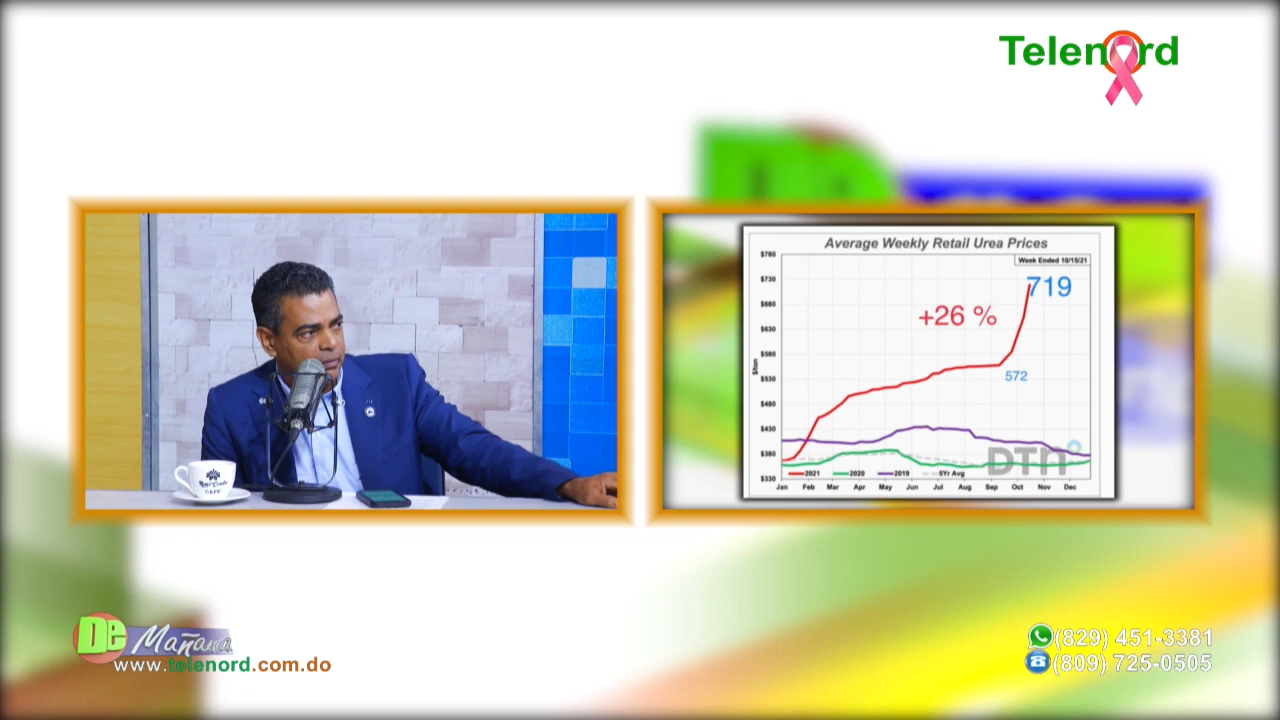 Telenord
Average Weekly Retail Urea Prices
Week Ended 10/15/21
$780
$730
$680
$630
$580
$530
$480
$430
$380
$330
$/ton
719
+26 %
572
DTn
2021
2020
2019
5Yr Avg
Jan Feb Mar Apr May Jun Jul Aug Sep Oct Nov Dec
CAFÉ
De Mañana
www.telenord.com.do
(829) 451-3381
(809) 725-0505